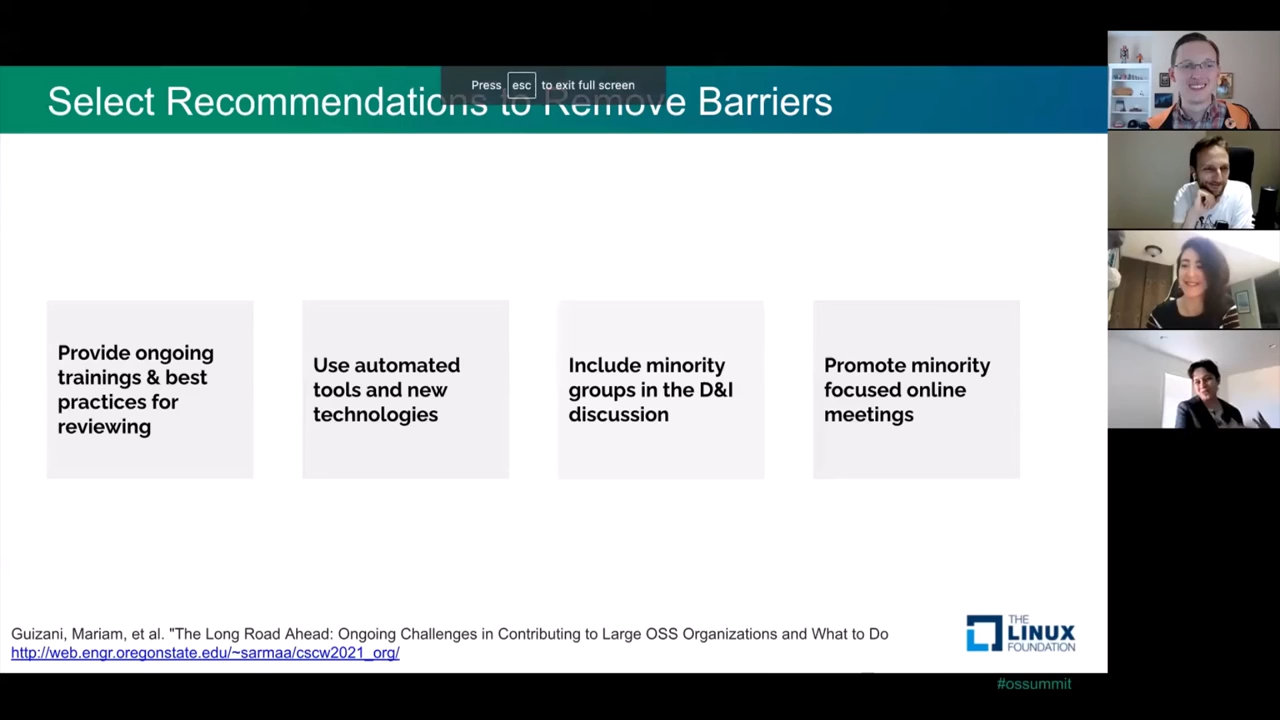 Press esc to exit full screen
Select Recommendations to Remove Barriers
Provide ongoing
trainings & best
practices for
reviewing
Use automated
tools and new
technologies
Include minority
groups in the D&I
discussion
Promote minority
focused online
meetings
Guizani, Mariam, et al. "The Long Road Ahead: Ongoing Challenges in Contributing to Large OSS Organizations and What to Do
http://web.engr.oregonstate.edu/~sarmaa/cscw2021_org/
THE
LINUX
FOUNDATION
#ossummit